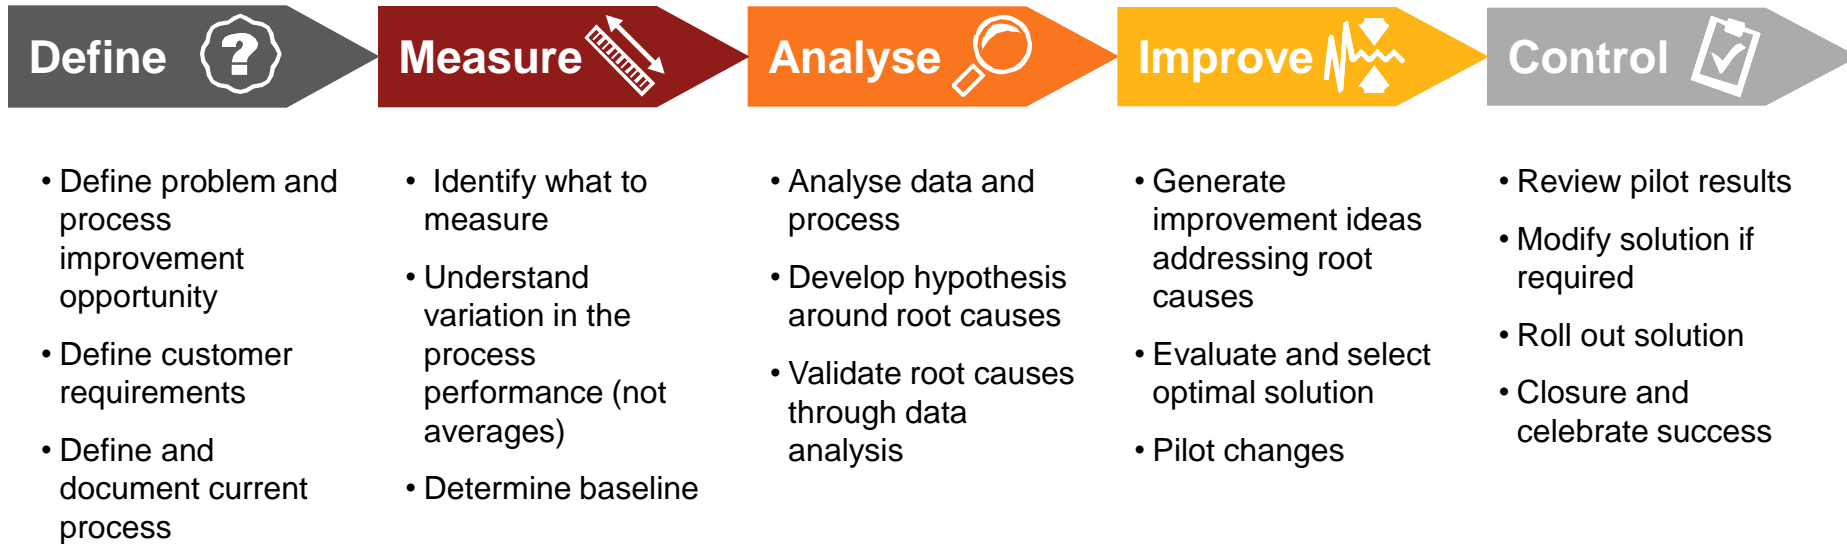 Define
?
Measure
Analyse
Improve
Control
• Define problem and
process
improvement
opportunity
• Define customer
requirements
• Define and
document current
process
• Identify what to
measure
• Understand
variation in the
process
performance (not
averages)
• Determine baseline
• Analyse data and
process
• Develop hypothesis
around root causes
• Validate root causes
through data
analysis
• Generate
improvement ideas
addressing root
causes
• Evaluate and select
optimal solution
• Pilot changes
• Review pilot results
• Modify solution if
required
• Roll out solution
• Closure and
celebrate success